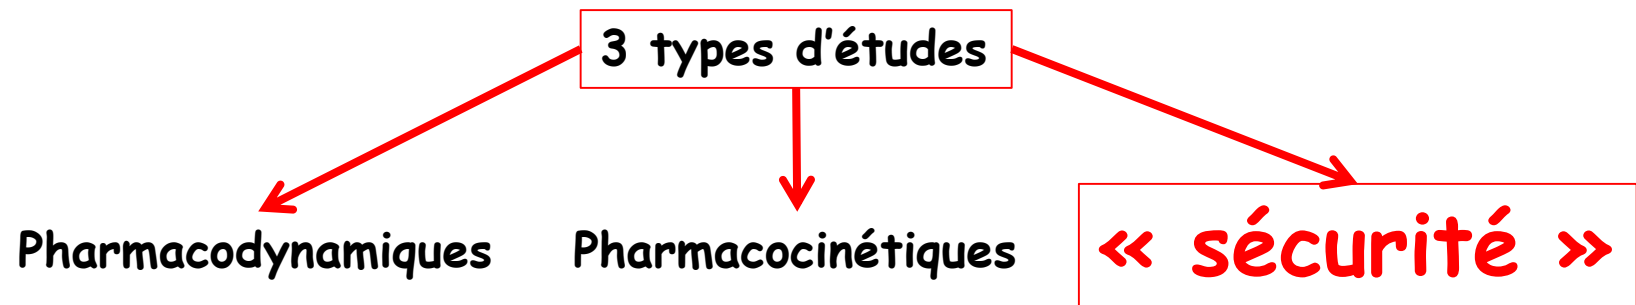 3 types d'études
Pharmacodynamiques
Pharmacocinétiques
« sécurité »